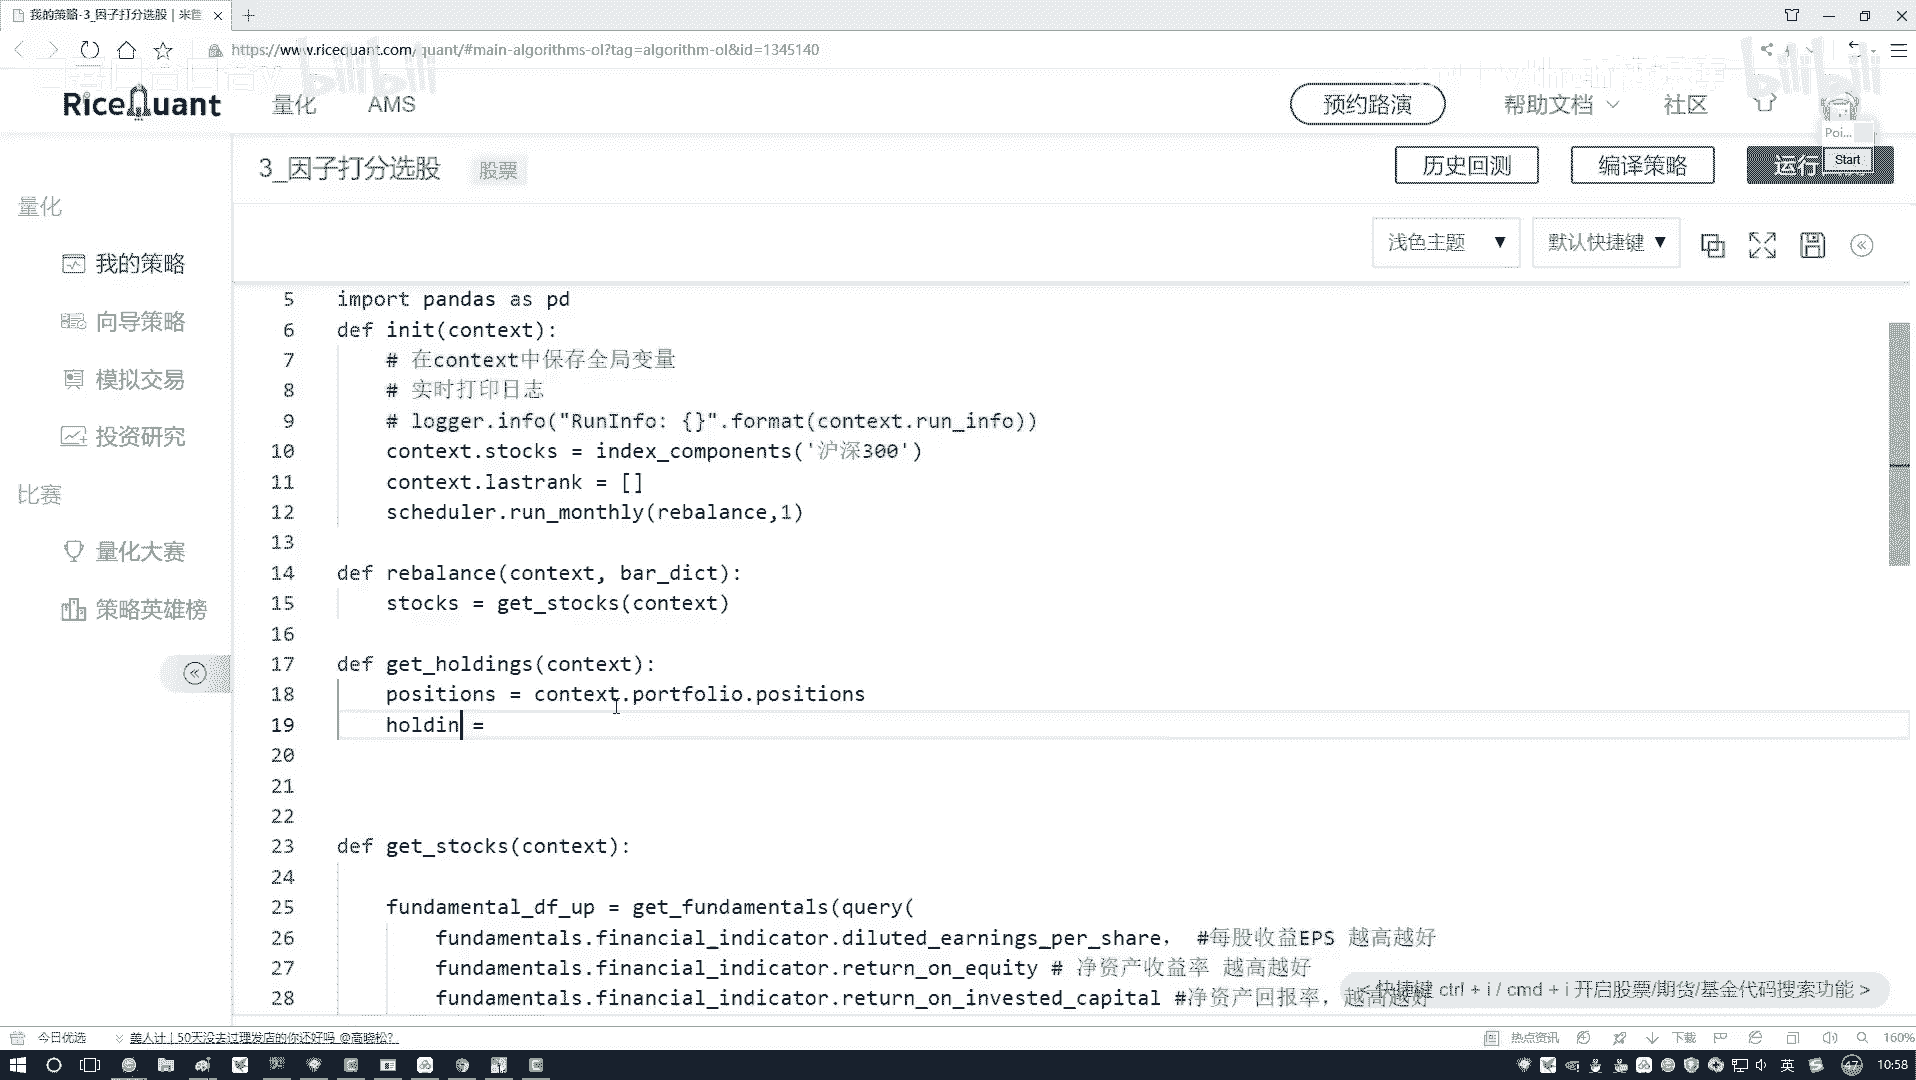 我的策略-3_因子打分选股 | 米
https://www.ricequant.com/quant/#main-algorithms-ol?tag=algorithm-ol&id=1345140
bilibili
bilibili
RiceQuant
量化
AMS
预约路演
帮助文档
社区
Poi...
Start
3_因子打分选股
股票
历史回测
编译策略
运行
量化
我的策略
向导策略
模拟交易
投资研究
比赛
量化大赛
策略英雄榜
浅色主题
默认快捷键
5 import pandas as pd
6 def init(context):
7 # 在context中保存全局变量
8 # 实时打印日志
9 # logger.info("RunInfo: {}".format(context.run_info))
10 context.stocks = index_components('沪深300')
11 context.lastrank = []
12 scheduler.run_monthly(rebalance,1)
13
14 def rebalance(context, bar_dict):
15 stocks = get_stocks(context)
16
17 def get_holdings(context):
18 positions = context.portfolio.positions
19 holdin =
20
21
22
23 def get_stocks(context):
24
25 fundamental_df_up = get_fundamentals(query(
26 fundamentals.financial_indicator.diluted_earnings_per_share, #每股收益EPS 越高越好
27 fundamentals.financial_indicator.return_on_equity # 净资产收益率 越高越好
28 fundamentals.financial_indicator.return_on_invested_capital #净资产回报率，越高越好
<快捷键 ctrl + i / cmd + i 开启股票/期货/基金代码搜索功能 >
今日优选
美人计丨50天没去过理发店的你还好吗 @高晓松?
热点资讯
下载
160%
英
47
10:58